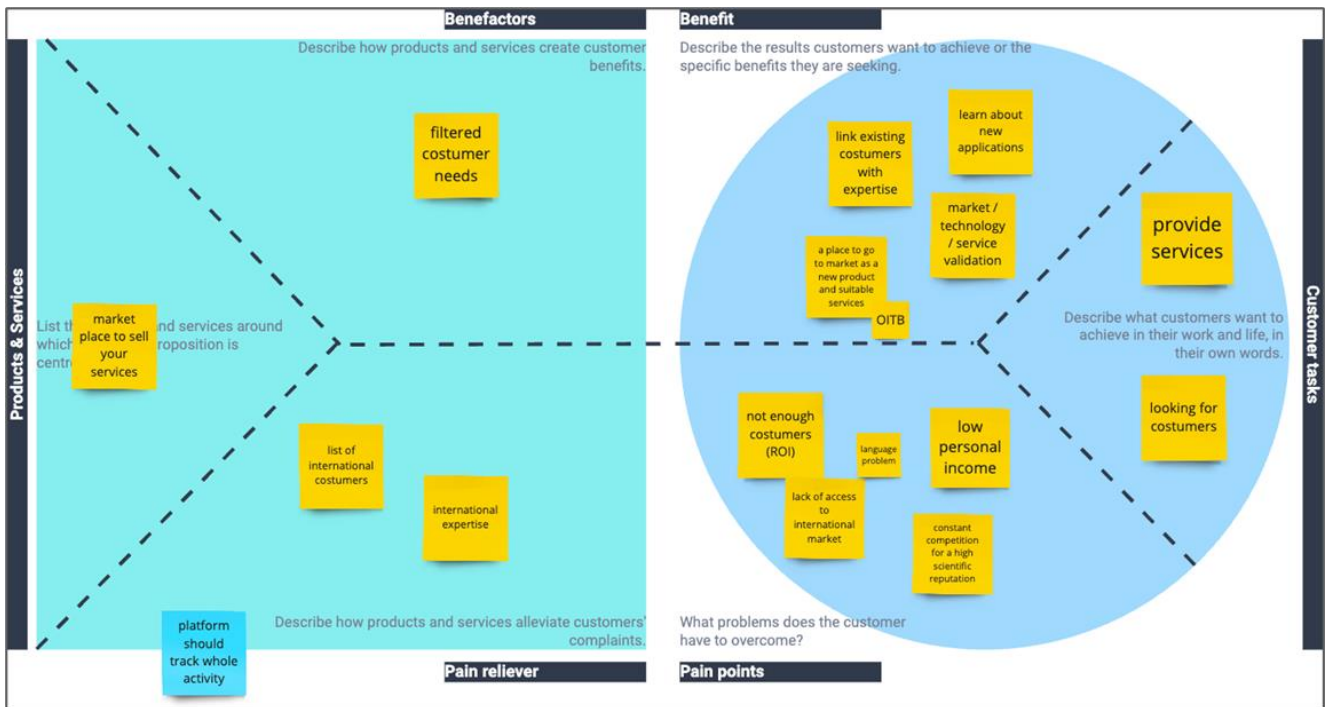 Benefactors
Benefit
Describe how products and services create customer
benefits.
Describe the results customers want to achieve or the
specific benefits they are seeking.
filtered
costumer
needs
link existing
costumers
with
expertise
learn about
new
applications
market /
technology
/ service
validation
a place to go
to market as a
new product
and suitable
services
OITB
provide
services
Products & Services
List th and services around
which roposition is
centr
market
place to sell
your
services
Describe what customers want to
achieve in their work and life, in
their own words.
Customer tasks
looking for
costumers
list of
international
costumers
international
expertise
not enough
costumers
(ROI)
language
problem
low
personal
income
lack of access
to
international
market
constant
competition
for a high
scientific
reputation
platform
should
track whole
activity
Describe how products and services alleviate customers'
complaints.
What problems does the customer
have to overcome?
Pain reliever
Pain points